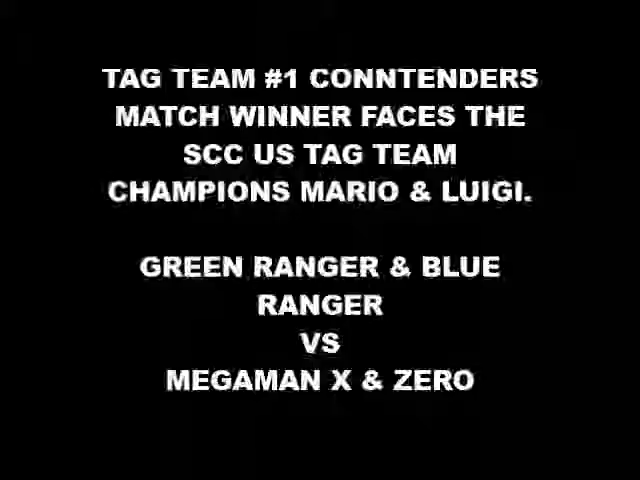 TAG TEAM #1 CONNTENDERS
MATCH WINNER FACES THE
SCC US TAG TEAM
CHAMPIONS MARIO & LUIGI.
GREEN RANGER & BLUE
RANGER
VS
MEGAMAN X & ZERO